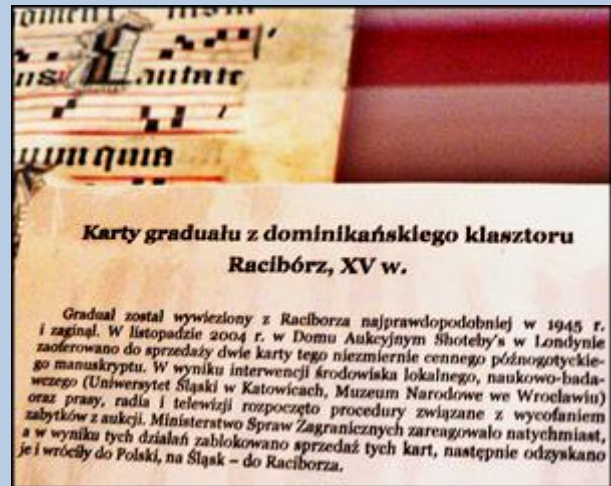 oment
us Cantate
quoniam
Karty graduału z dominikańskiego klasztoru
Racibórz, XV w.
Graduał został wywieziony z Raciborza najprawdopodobniej w 1945 r.
i zaginął. W listopadzie 2004 r. w Domu Aukcyjnym Shoteby's w Londynie
zaoferowano do sprzedaży dwie karty tego niezmiernie cennego późnogotyckie-
go manuskryptu. W wyniku interwencji środowiska lokalnego, naukowo-bada-
wczego (Uniwersytet Śląski w Katowicach, Muzeum Narodowe we Wrocławiu)
oraz prasy, radia i telewizji rozpoczęto procedury związane z wycofaniem
zabytków z aukcji. Ministerstwo Spraw Zagranicznych zareagowało natychmiast,
a w wyniku tych działań zablokowano sprzedaż tych kart, następnie odzyskano
je i wróciły do Polski, na Śląsk – do Raciborza.